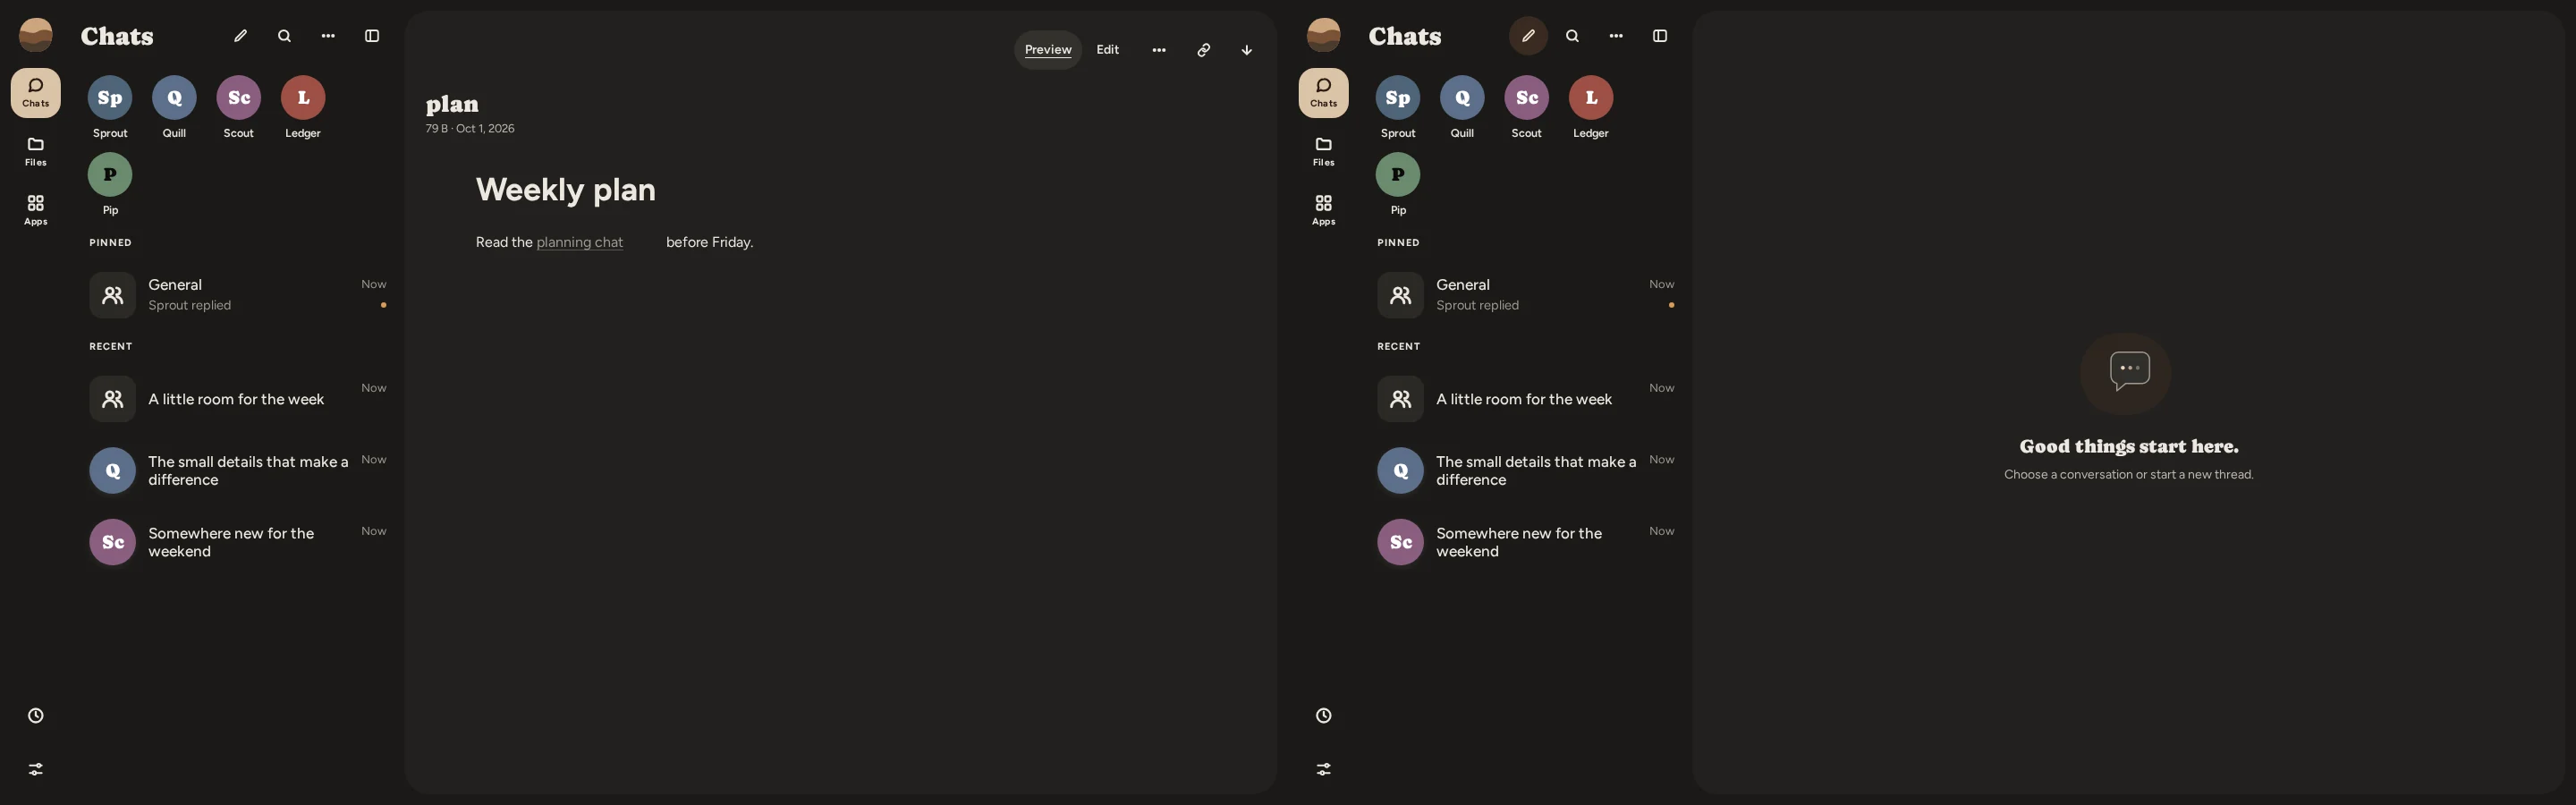 Chats
Chats
Files
Apps
Sp
Q
Sc
L
Sprout
Quill
Scout
Ledger
P
Pip
PINNED
General
Now
Sprout replied
RECENT
A little room for the week
Now
Q
The small details that make a
difference
Now
Sc
Somewhere new for the
weekend
Now
Preview
Edit
plan
79 B · Oct 1, 2026
Weekly plan
Read the planning chat before Friday.
Chats
Chats
Files
Apps
Sp
Q
Sc
L
Sprout
Quill
Scout
Ledger
P
Pip
PINNED
General
Now
Sprout replied
RECENT
A little room for the week
Now
Q
The small details that make a
difference
Now
Sc
Somewhere new for the
weekend
Now
Good things start here.
Choose a conversation or start a new thread.